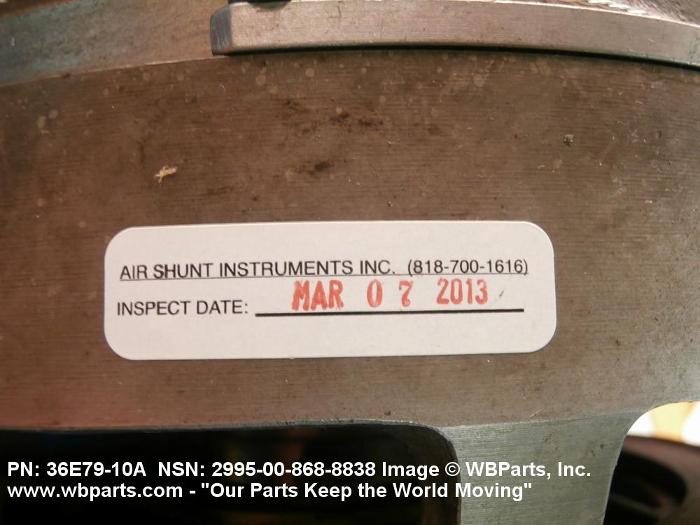 AIR SHUNT INSTRUMENTS INC. (818-700-1616)
INSPECT DATE: MAR 07 2013
PN: 36E79-10A NSN: 2995-00-868-8838 Image © WBParts, Inc.
www.wbparts.com - "Our Parts Keep the World Moving"